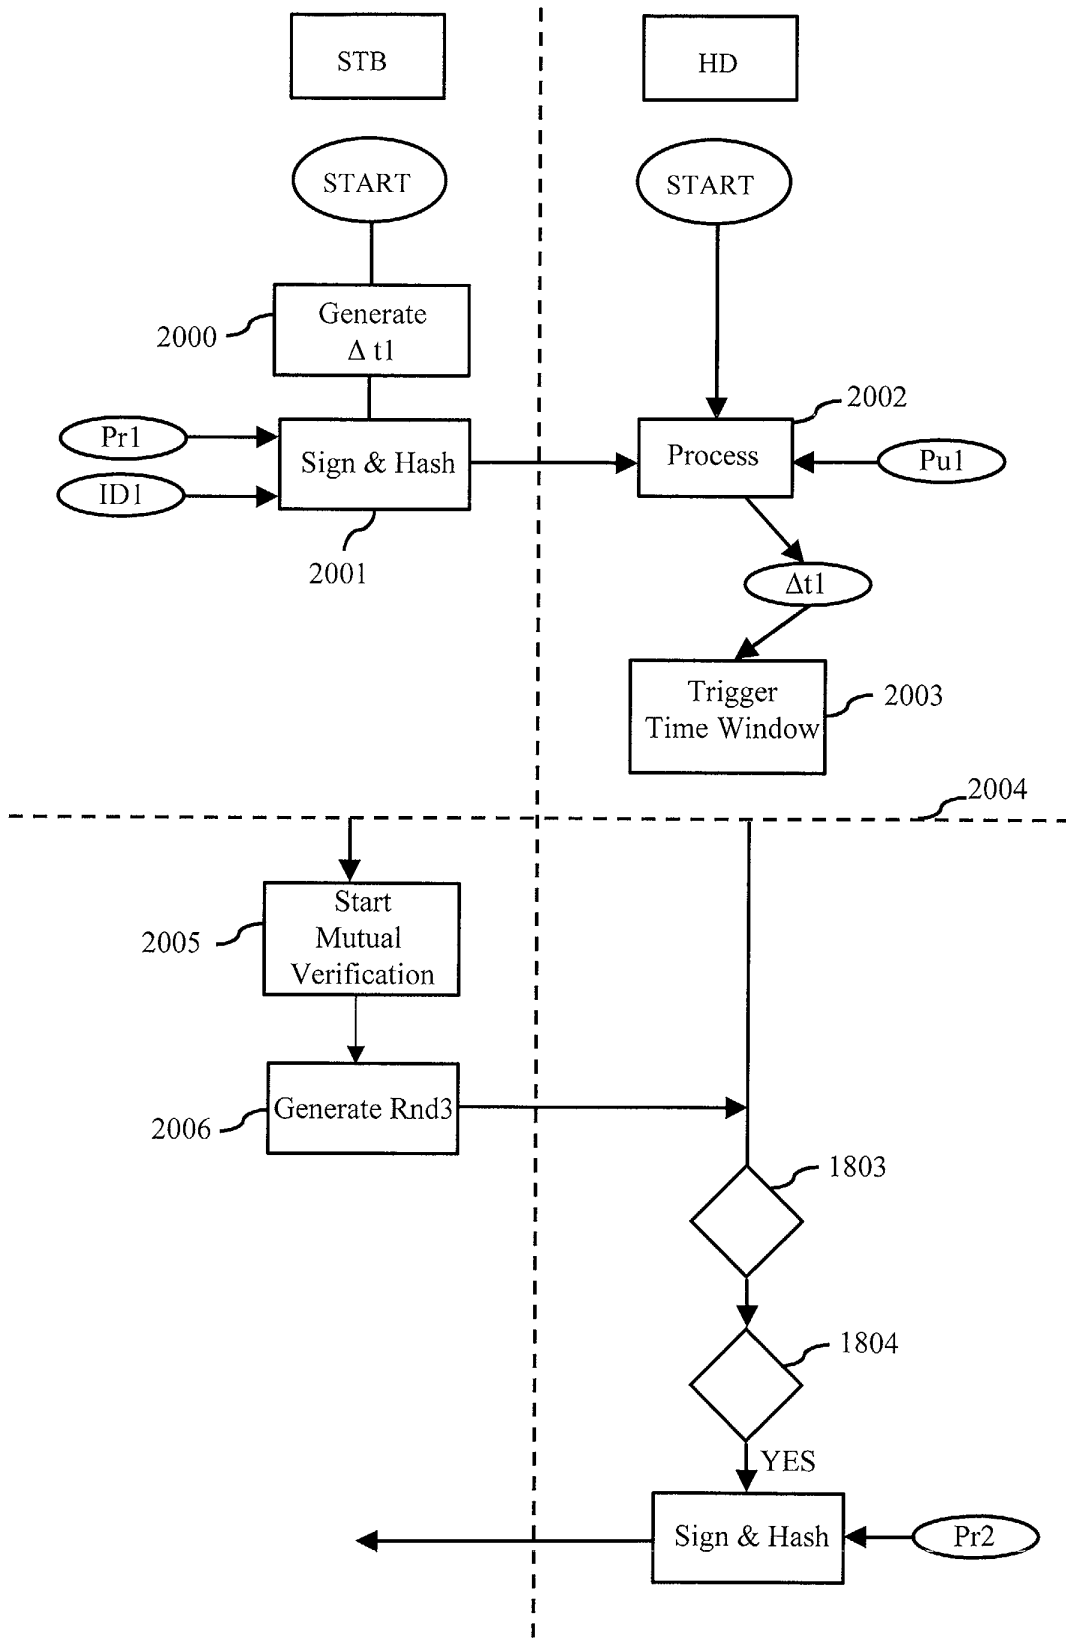 STB
HD
START
START
Generate
Δ t1
2000
2002
Pr1
Sign & Hash
Process
Pu1
ID1
2001
Δt1
Trigger
Time Window
2003
2004
Start
Mutual
Verification
2005
Generate Rnd3
2006
1803
1804
YES
Sign & Hash
Pr2